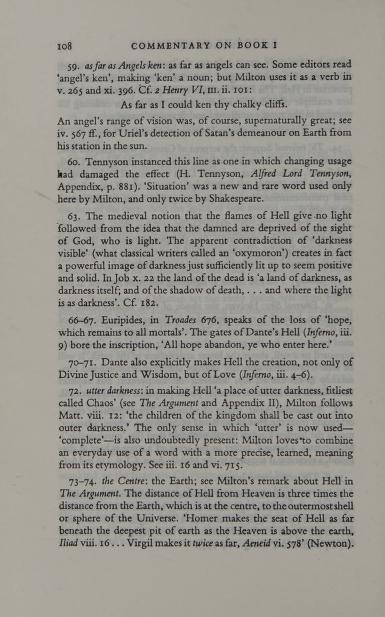 108 COMMENTARY ON BOOK I
59. as far as Angels ken: as far as angels can see. Some editors read
'angel's ken', making 'ken' a noun; but Milton uses it as a verb in
v. 265 and xi. 396. Cf. 2 Henry VI, III. ii. 101:
As far as I could ken thy chalky cliffs.
An angel's range of vision was, of course, supernaturally great; see
iv. 567 ff., for Uriel's detection of Satan's demeanour on Earth from
his station in the sun.
60. Tennyson instanced this line as one in which changing usage
had damaged the effect (H. Tennyson, Alfred Lord Tennyson,
Appendix, p. 881). 'Situation' was a new and rare word used only
here by Milton, and only twice by Shakespeare.
63. The medieval notion that the flames of Hell give no light
followed from the idea that the damned are deprived of the sight
of God, who is light. The apparent contradiction of 'darkness
visible' (what classical writers called an 'oxymoron') creates in fact
a powerful image of darkness just sufficiently lit up to seem positive
and solid. In Job x. 22 the land of the dead is 'a land of darkness, as
darkness itself; and of the shadow of death, . . . and where the light
is as darkness'. Cf. 182.
66–67. Euripides, in Troades 676, speaks of the loss of 'hope,
which remains to all mortals'. The gates of Dante's Hell (Inferno, iii.
9) bore the inscription, 'All hope abandon, ye who enter here.'
70–71. Dante also explicitly makes Hell the creation, not only of
Divine Justice and Wisdom, but of Love (Inferno, iii. 4–6).
72. utter darkness: in making Hell 'a place of utter darkness, fitliest
called Chaos' (see The Argument and Appendix II), Milton follows
Matt. viii. 12: 'the children of the kingdom shall be cast out into
outer darkness.' The only sense in which 'utter' is now used—
'complete'—is also undoubtedly present: Milton loves to combine
an everyday use of a word with a more precise, learned, meaning
from its etymology. See iii. 16 and vi. 715.
73–74. the Centre: the Earth; see Milton's remark about Hell in
The Argument. The distance of Hell from Heaven is three times the
distance from the Earth, which is at the centre, to the outermost shell
or sphere of the Universe. 'Homer makes the seat of Hell as far
beneath the deepest pit of earth as the Heaven is above the earth,
Iliad viii. 16 . . . Virgil makes it twice as far, Aeneid vi. 578' (Newton).